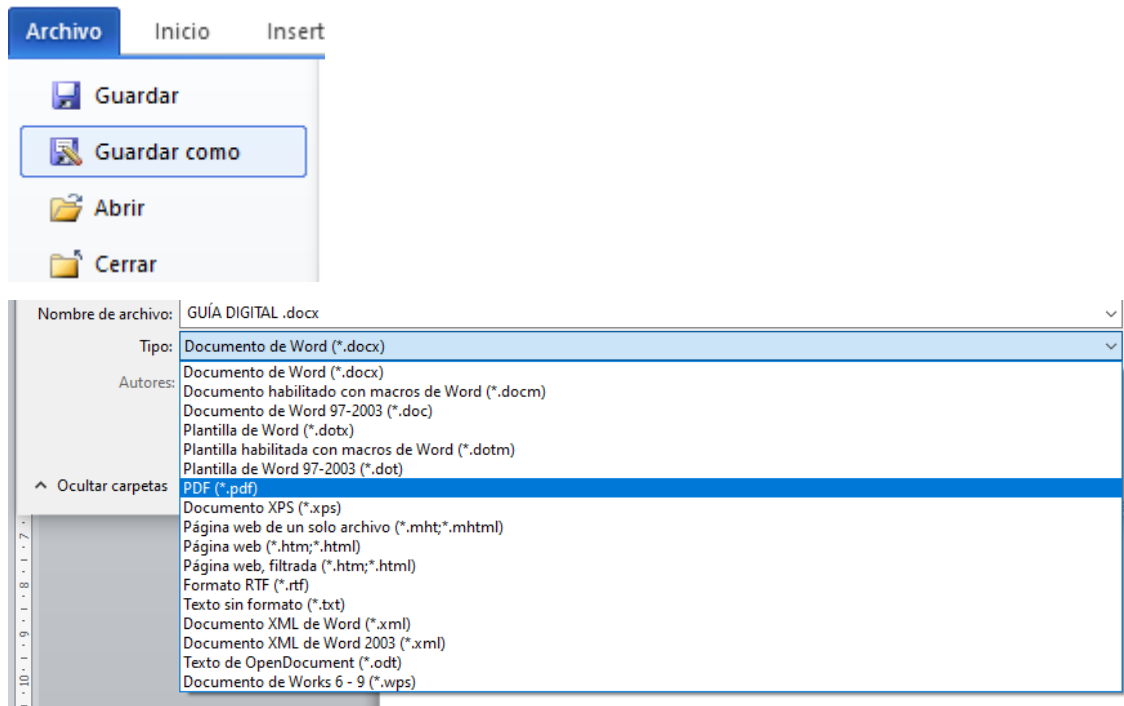 Archivo Inicio Insert
Guardar
Guardar como
Abrir
Cerrar
Nombre de archivo: GUÍA DIGITAL .docx
Tipo: Documento de Word (*.docx)
Autores:
Documento de Word (*.docx)
Documento habilitado con macros de Word (*.docm)
Documento de Word 97-2003 (*.doc)
Plantilla de Word (*.dotx)
Plantilla habilitada con macros de Word (*.dotm)
Plantilla de Word 97-2003 (*.dot)
Ocultar carpetas
PDF (*.pdf)
Documento XPS (*.xps)
Página web de un solo archivo (*.mht;*.mhtml)
Página web (*.htm;*.html)
Página web, filtrada (*.htm;*.html)
Formato RTF (*.rtf)
Texto sin formato (*.txt)
Documento XML de Word (*.xml)
Documento XML de Word 2003 (*.xml)
Texto de OpenDocument (*.odt)
Documento de Works 6 - 9 (*.wps)
7
8
9
10